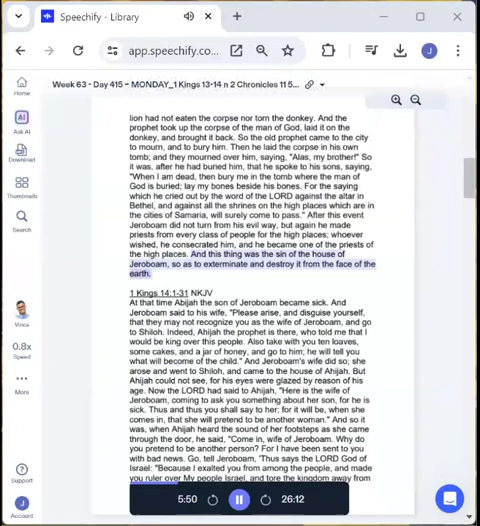 Speechify - Library
app.speechify.co...
J
Week 63 - Day 415 – MONDAY_1 Kings 13-14 n 2 Chronicles 11 5...
Home
AI
Ask AI
Download
Thumbnails
Search
Vinica
0.8x
Speed
More
Support
J
Account
lion had not eaten the corpse nor torn the donkey. And the
prophet took up the corpse of the man of God, laid it on the
donkey, and brought it back. So the old prophet came to the city
to mourn, and to bury him. Then he laid the corpse in his own
tomb; and they mourned over him, saying, "Alas, my brother!" So
it was, after he had buried him, that he spoke to his sons, saying,
"When I am dead, then bury me in the tomb where the man of
God is buried; lay my bones beside his bones. For the saying
which he cried out by the word of the LORD against the altar in
Bethel, and against all the shrines on the high places which are in
the cities of Samaria, will surely come to pass." After this event
Jeroboam did not turn from his evil way, but again he made
priests from every class of people for the high places; whoever
wished, he consecrated him, and he became one of the priests of
the high places. And this thing was the sin of the house of
Jeroboam, so as to exterminate and destroy it from the face of the
earth.
1 Kings 14:1-31 NKJV
At that time Abijah the son of Jeroboam became sick. And
Jeroboam said to his wife, "Please arise, and disguise yourself,
that they may not recognize you as the wife of Jeroboam, and go
to Shiloh. Indeed, Ahijah the prophet is there, who told me that I
would be king over this people. Also take with you ten loaves,
some cakes, and a jar of honey, and go to him; he will tell you
what will become of the child." And Jeroboam's wife did so; she
arose and went to Shiloh, and came to the house of Ahijah. But
Ahijah could not see, for his eyes were glazed by reason of his
age. Now the LORD had said to Ahijah, "Here is the wife of
Jeroboam, coming to ask you something about her son, for he is
sick. Thus and thus you shall say to her; for it will be, when she
comes in, that she will pretend to be another woman." And so it
was, when Ahijah heard the sound of her footsteps as she came
through the door, he said, "Come in, wife of Jeroboam. Why do
you pretend to be another person? For I have been sent to you
with bad news. Go, tell Jeroboam, 'Thus says the LORD God of
Israel: "Because I exalted you from among the people, and made
you ruler over My people Israel, and tore the kingdom away from
5:50
26:12